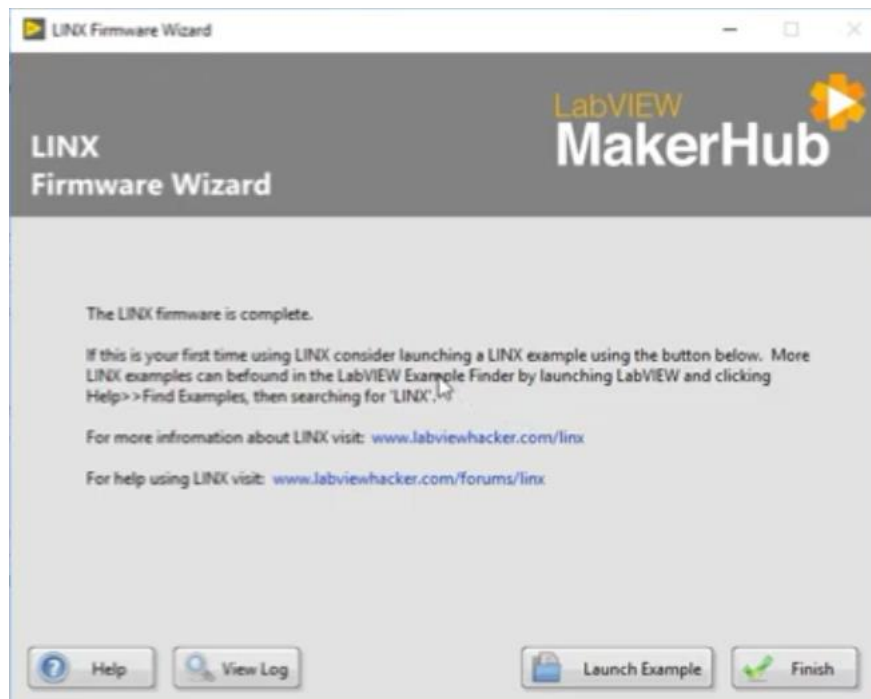 LINX Firmware Wizard
LabVIEW
MakerHub
LINX
Firmware Wizard
The LINX firmware is complete.
If this is your first time using LINX consider launching a LINX example using the button below. More
LINX examples can befound in the LabVIEW Example Finder by launching LabVIEW and clicking
Help>>Find Examples, then searching for 'LINX'.
For more infromation about LINX visit: www.labviewhacker.com/linx
For help using LINX visit: www.labviewhacker.com/forums/linx
Help View Log Launch Example Finish